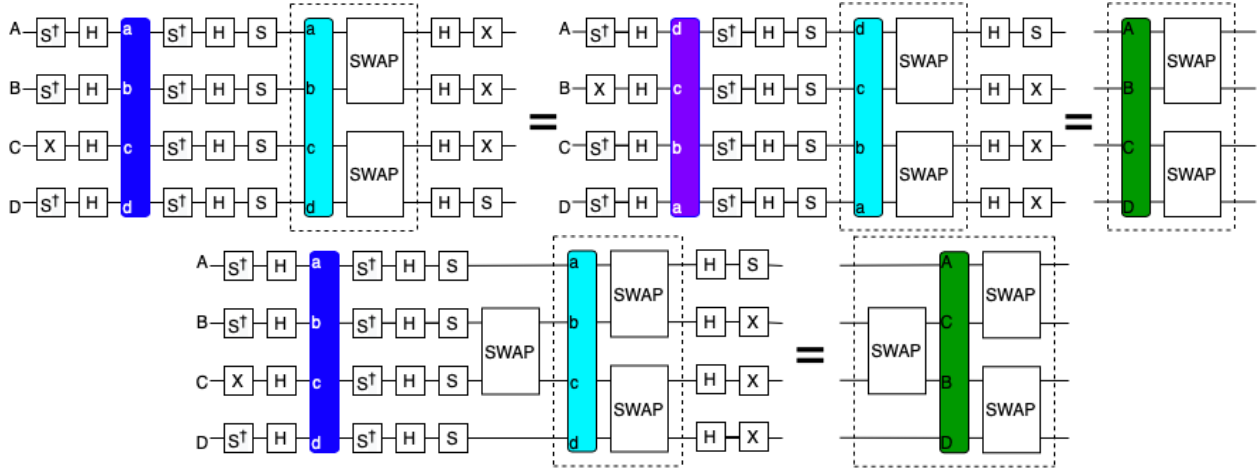 A S† H a S† H S a H X A S† H d S† H S d H S A
SWAP SWAP SWAP
B S† H b S† H S b H X B X H c S† H S c H X B
= =
C X H c S† H S c H X C S† H b S† H S b H X C
SWAP SWAP SWAP
D S† H d S† H S d H S D S† H a S† H S a H X D
A S† H a S† H S a H S A
SWAP SWAP
B S† H b S† H S b H X C
SWAP = SWAP
C X H c S† H S c H X B
SWAP SWAP
D S† H d S† H S d H X D